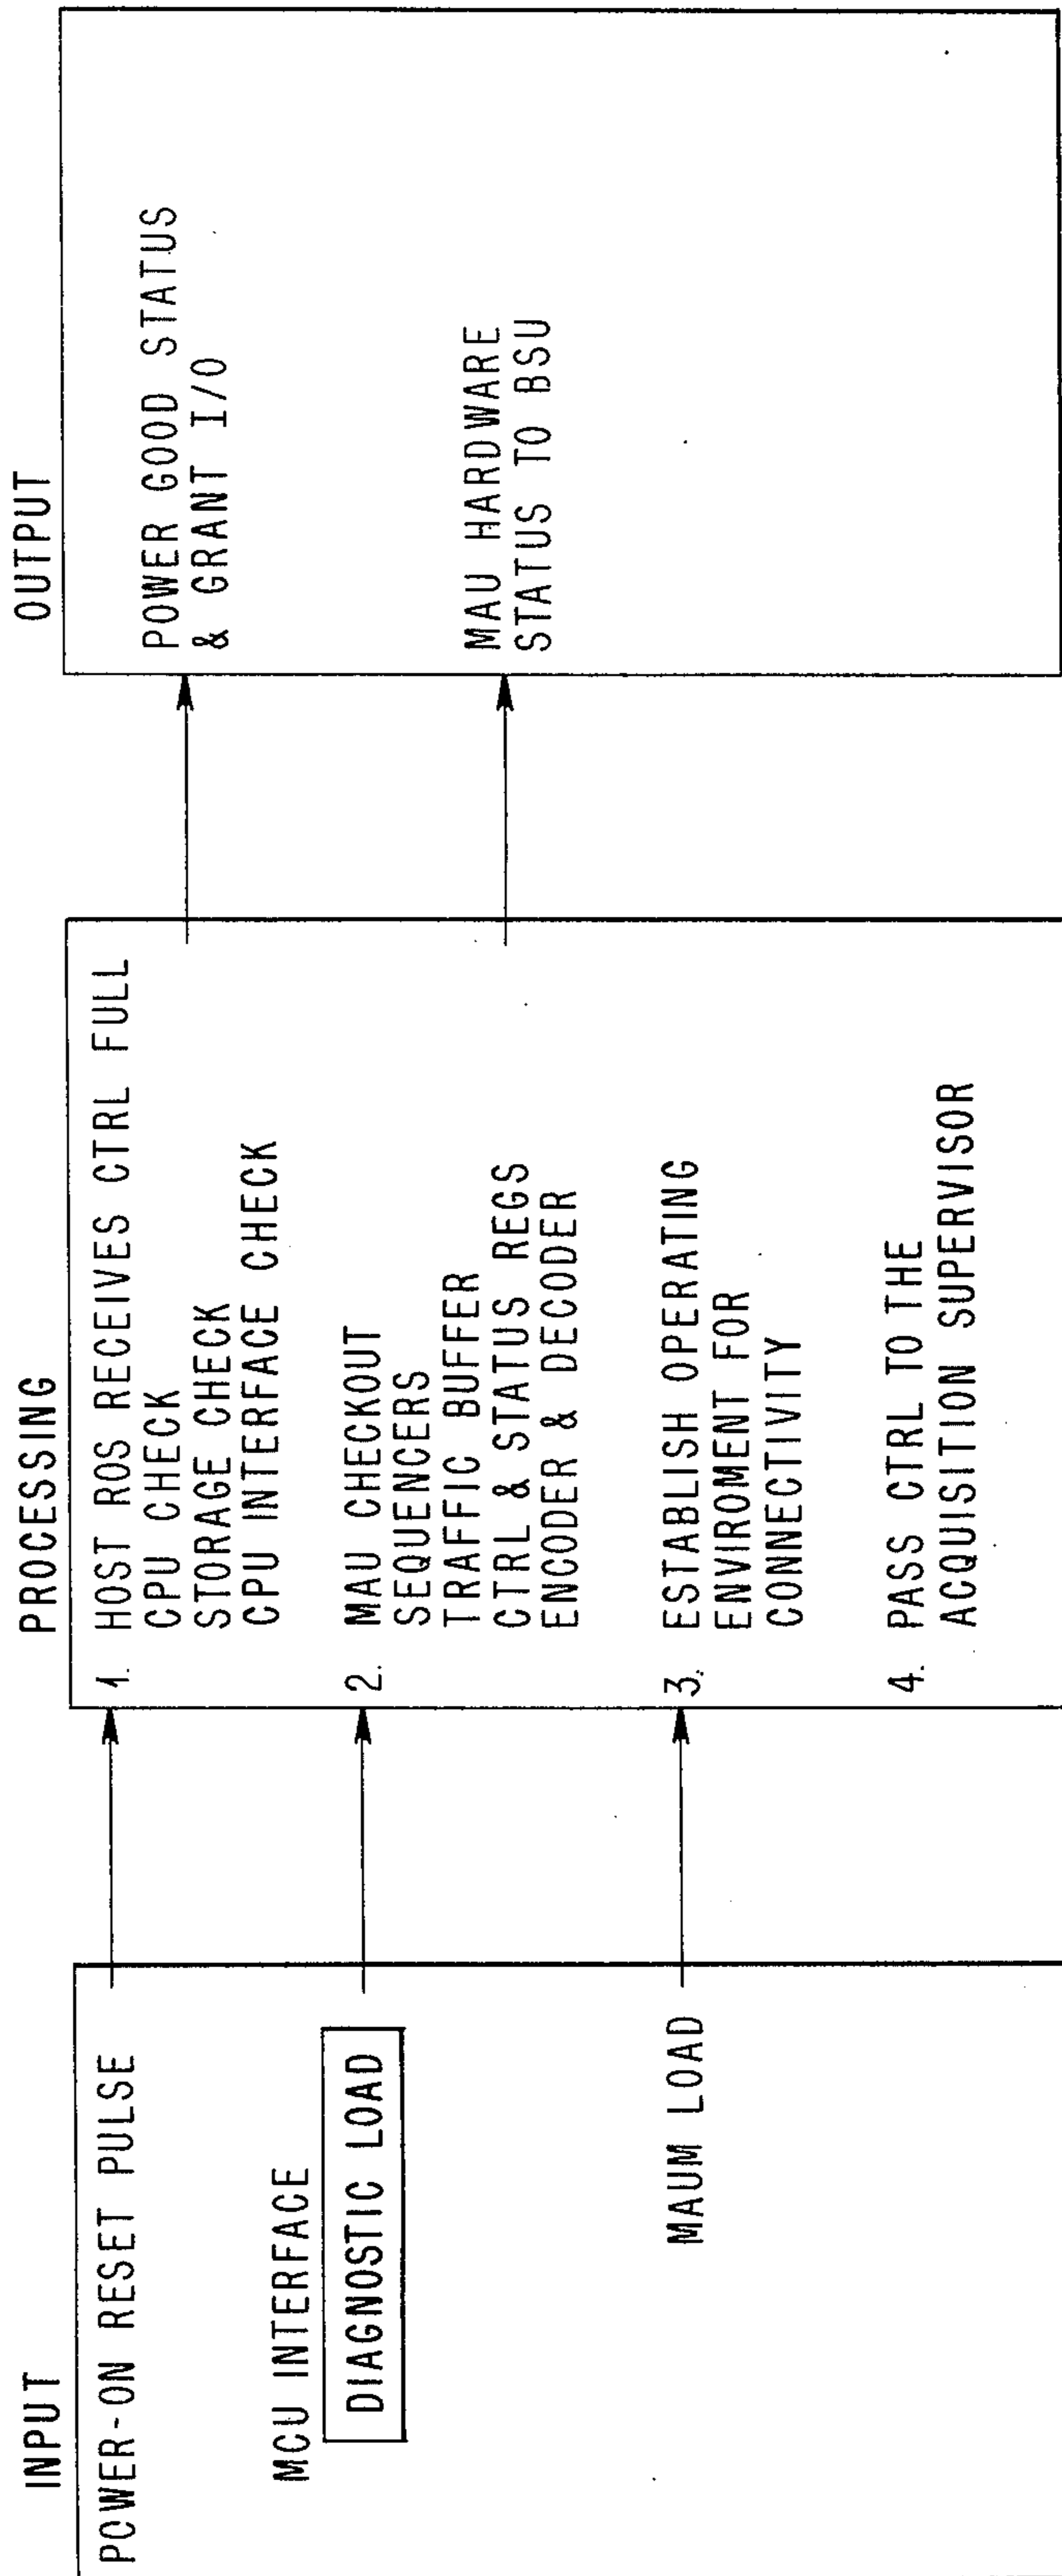 INPUT
POWER-ON RESET PULSE
MCU INTERFACE
DIAGNOSTIC LOAD
MAUM LOAD
PROCESSING
1. HOST ROS RECEIVES CTRL FULL
CPU CHECK
STORAGE CHECK
CPU INTERFACE CHECK
2. MAU CHECKOUT
SEQUENCERS
TRAFFIC BUFFER
CTRL & STATUS REGS
ENCODER & DECODER
3. ESTABLISH OPERATING
ENVIROMENT FOR
CONNECTIVITY
4. PASS CTRL TO THE
ACQUISITION SUPERVISOR
OUTPUT
POWER GOOD STATUS
& GRANT I/O
MAU HARDWARE
STATUS TO BSU